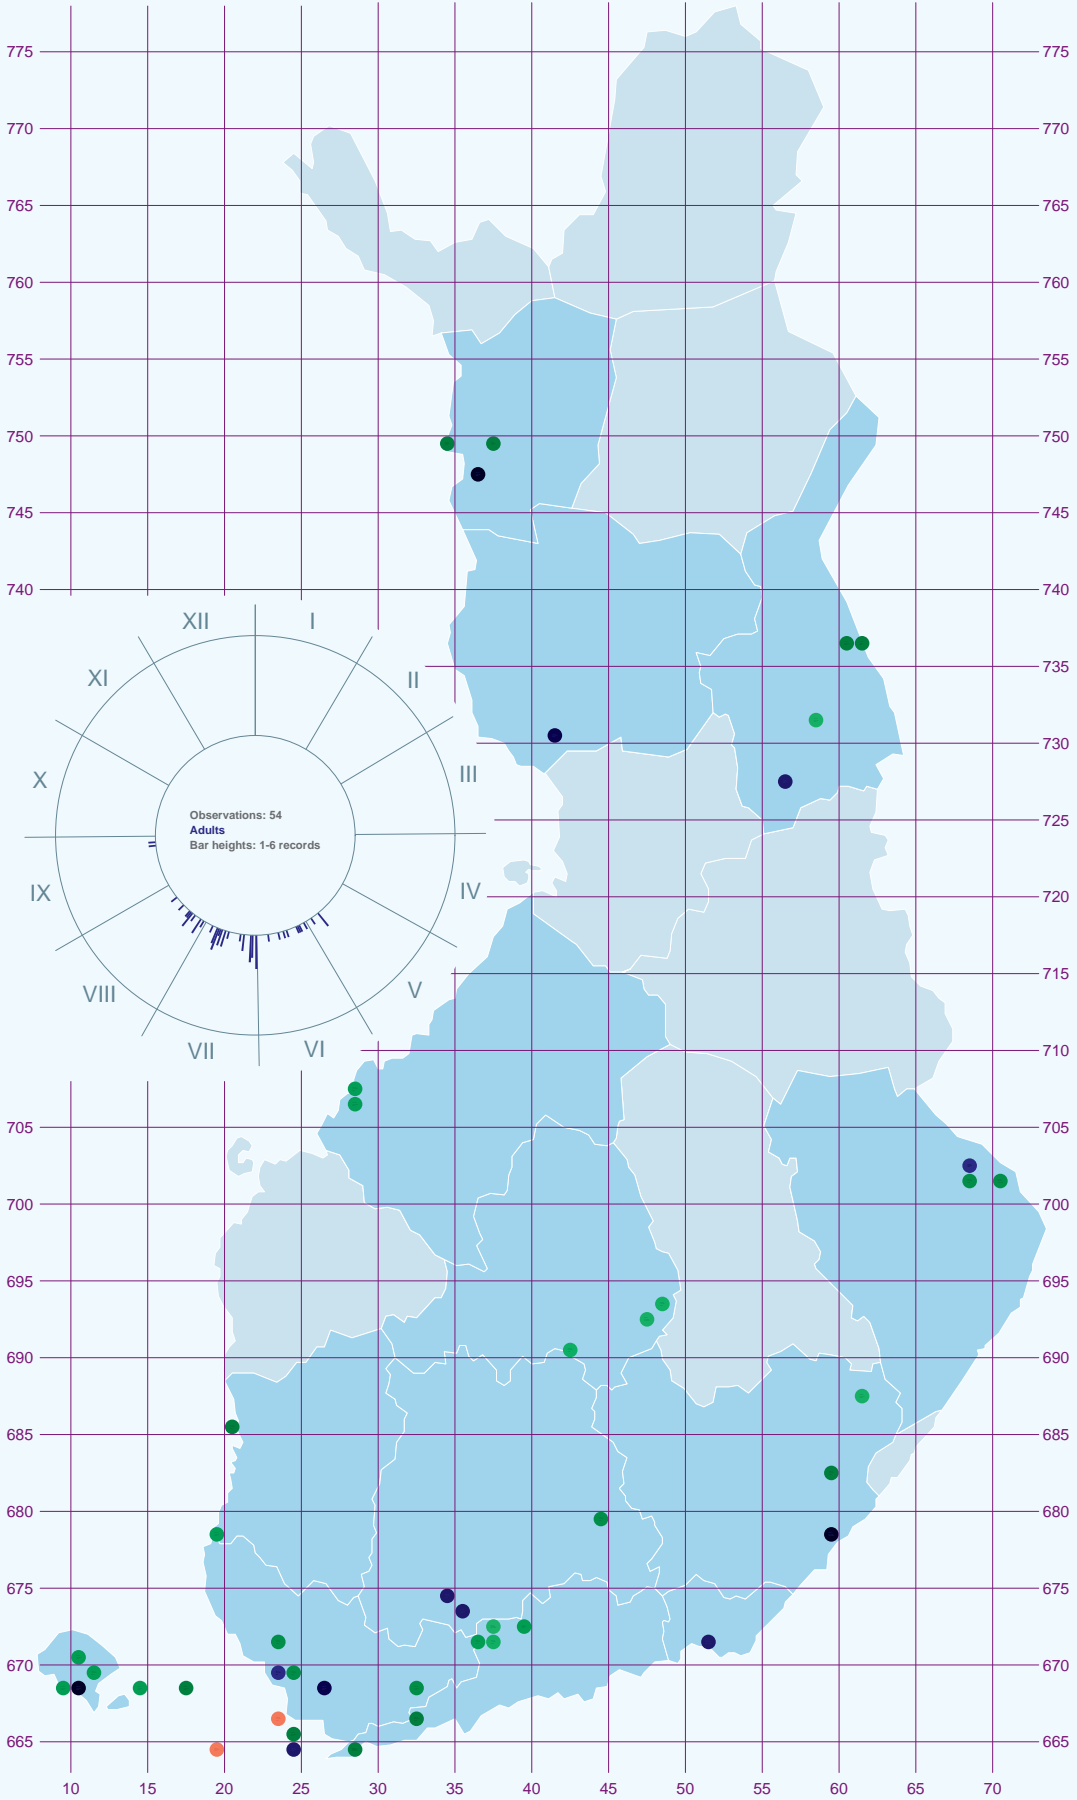 775 775
770 770
765 765
760 760
755 755
750 750
745 745
740 740
XII I
XI II
735
X III
730
Observations: 54
Adults
Bar heights: 1-6 records
725
IX IV
720
VIII V
715
VII VI
710
705 705
700 700
695 695
690 690
685 685
680 680
675 675
670 670
665 665
10 15 20 25 30 35 40 45 50 55 60 65 70